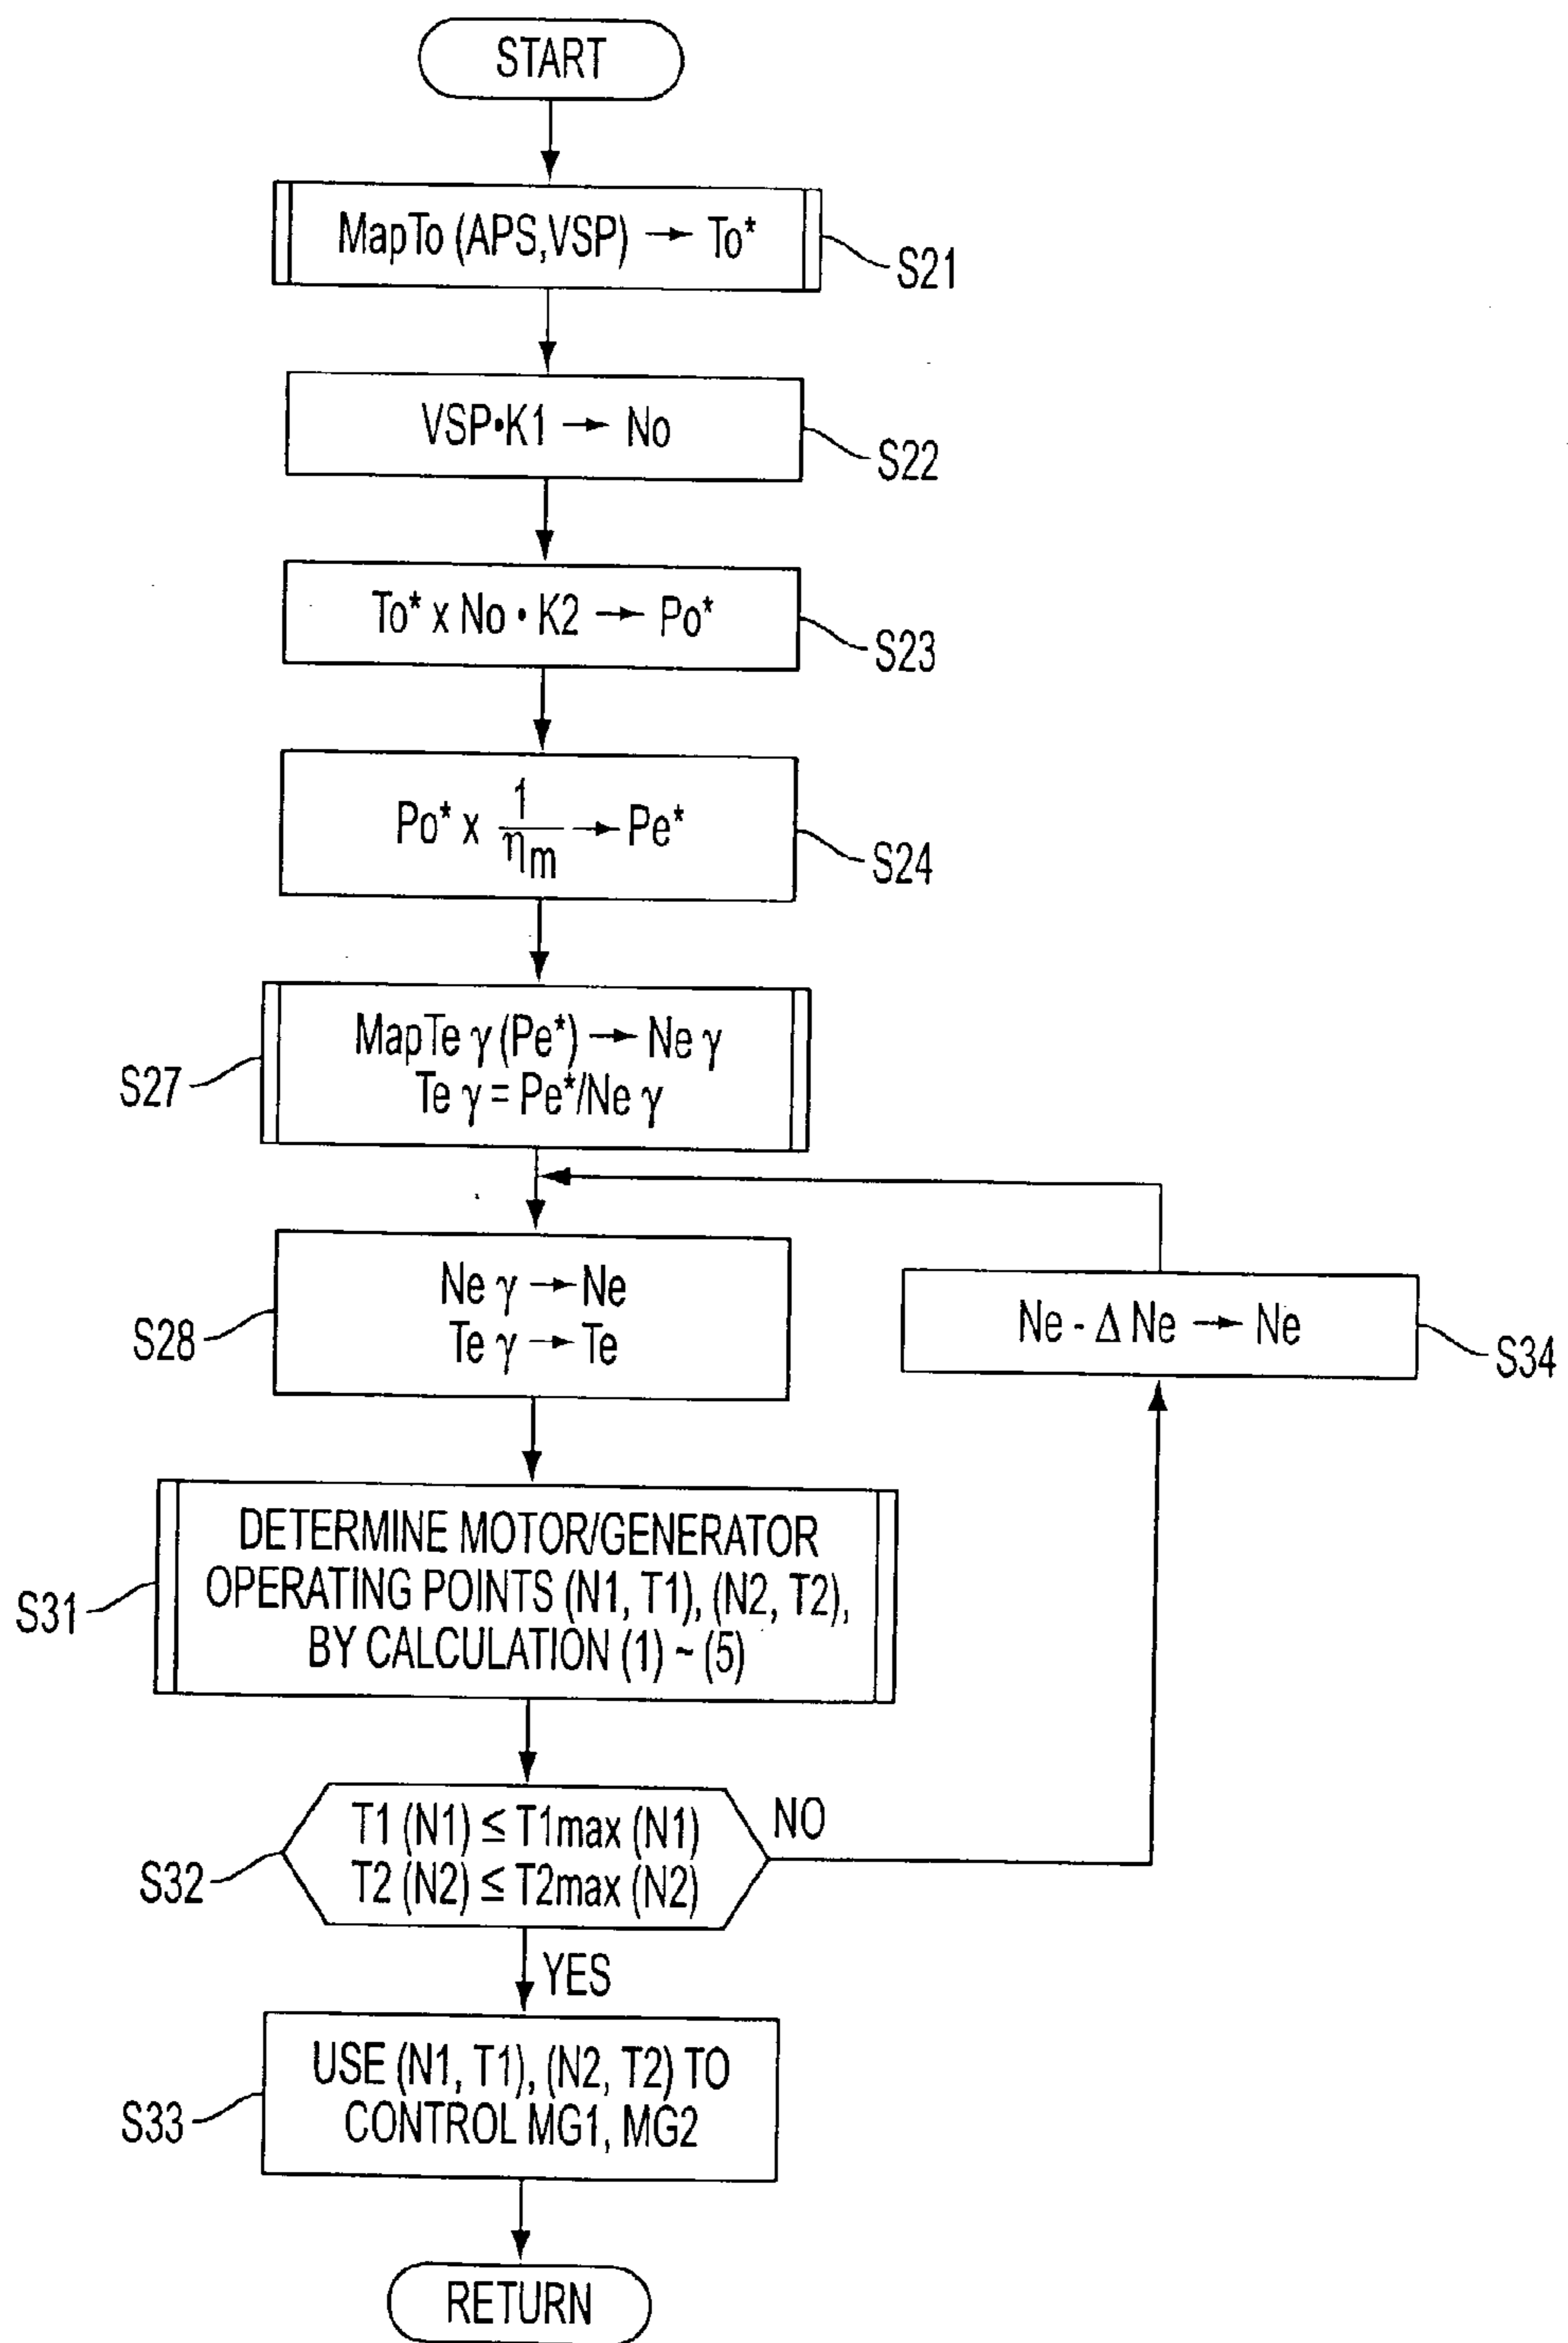 START
MapTo (APS,VSP) → To*
S21
VSP•K1 → No
S22
To* x No • K2 → Po*
S23
Po* x 1/ηm → Pe*
S24
MapTe γ (Pe*) → Ne γ
Te γ = Pe*/Ne γ
S27
Ne γ → Ne
Te γ → Te
S28
Ne - Δ Ne → Ne
S34
DETERMINE MOTOR/GENERATOR
OPERATING POINTS (N1, T1), (N2, T2),
BY CALCULATION (1) ~ (5)
S31
T1 (N1) ≦ T1max (N1)
T2 (N2) ≦ T2max (N2)
S32
NO
YES
USE (N1, T1), (N2, T2) TO
CONTROL MG1, MG2
S33
RETURN